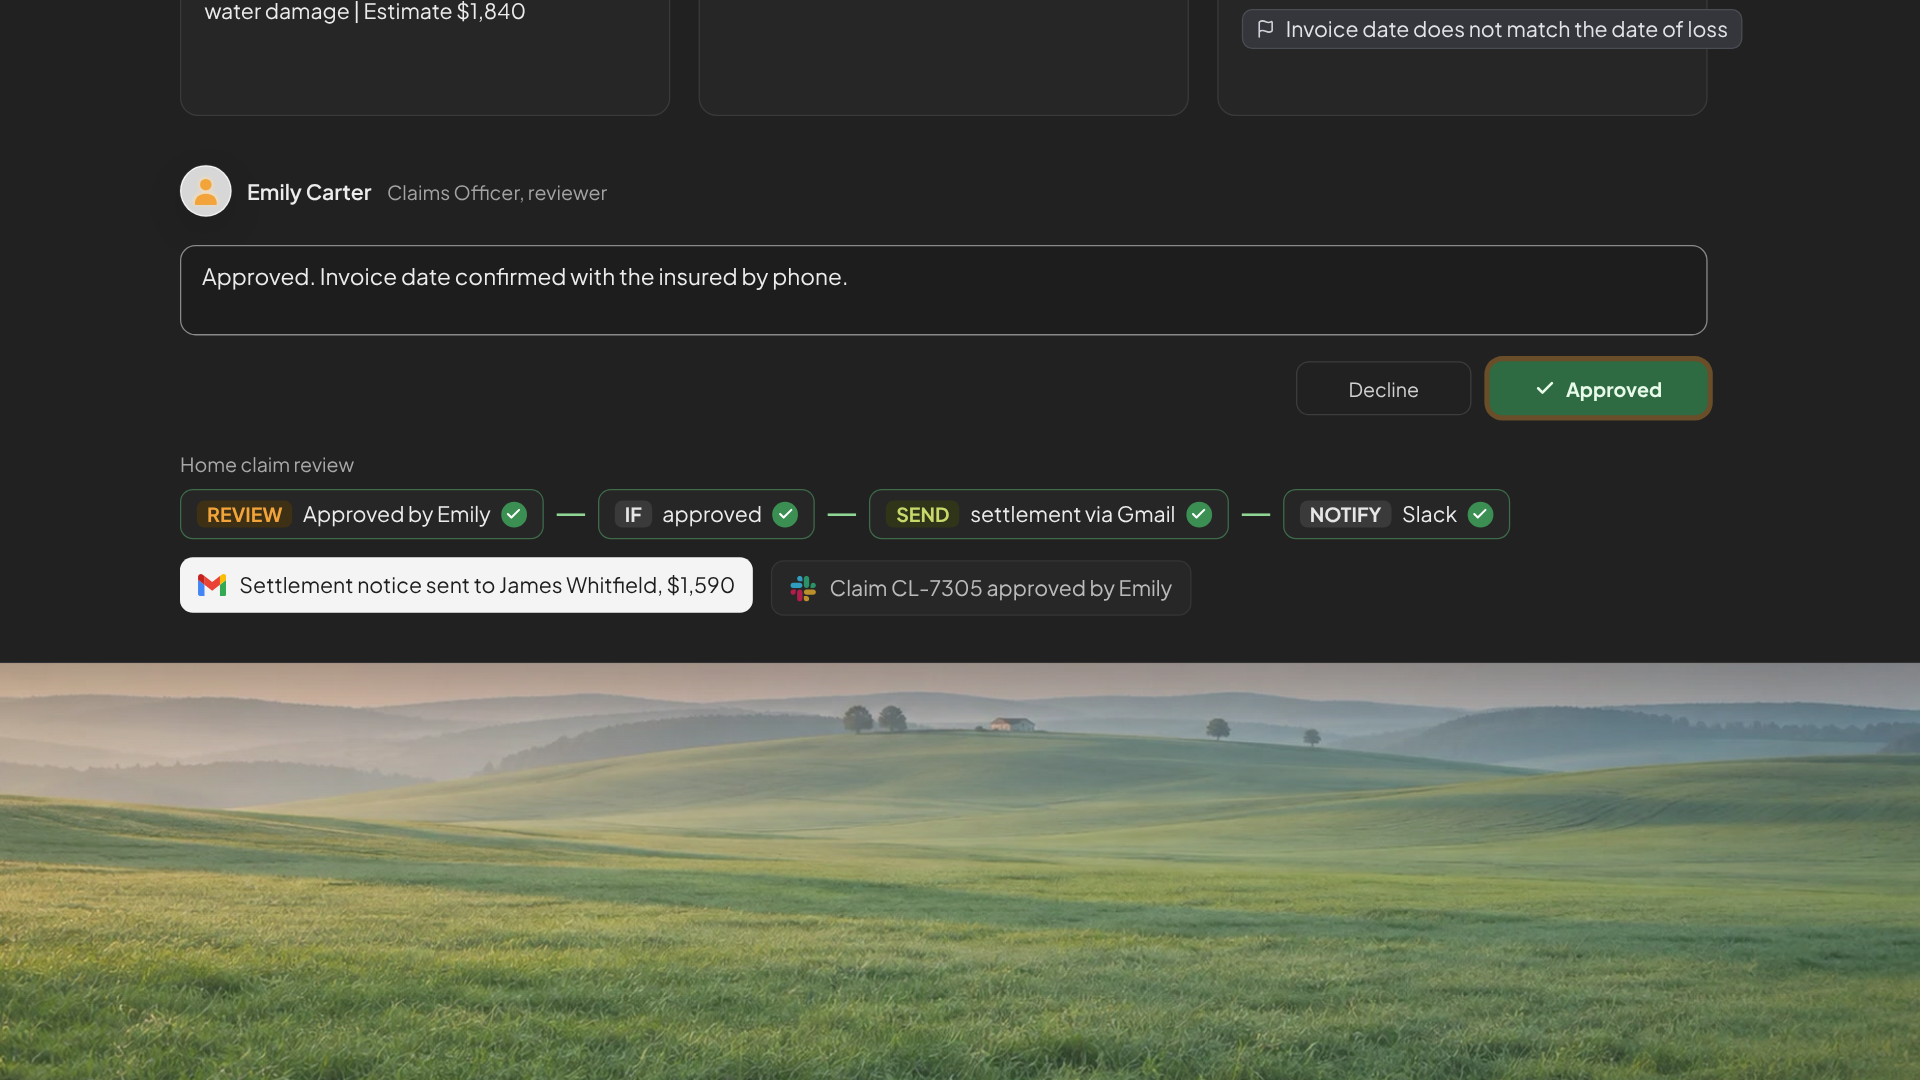 water damage | Estimate $1,840
Invoice date does not match the date of loss
Emily Carter Claims Officer, reviewer
Approved. Invoice date confirmed with the insured by phone.
Decline Approved
Home claim review
REVIEW Approved by Emily IF approved SEND settlement via Gmail NOTIFY Slack
Settlement notice sent to James Whitfield, $1,590 Claim CL-7305 approved by Emily